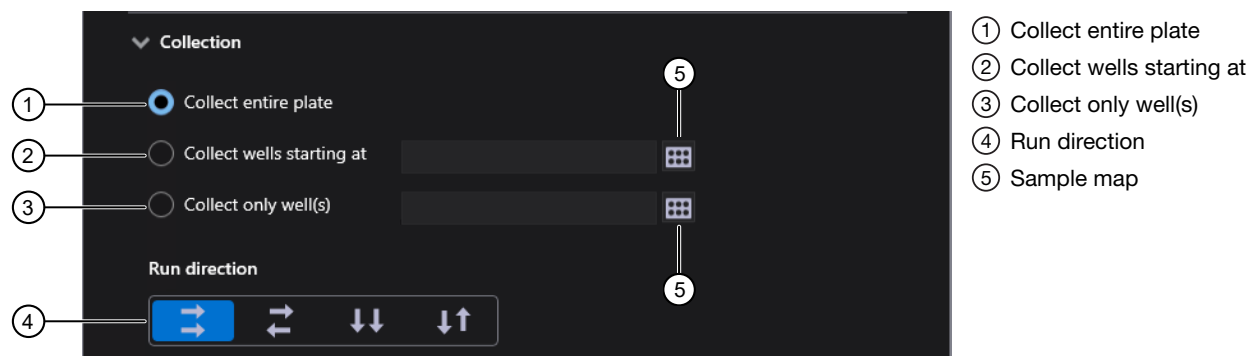 Collection
5
1 Collect entire plate
2 Collect wells starting at
3 Collect only well(s)
Run direction
5
4
1 Collect entire plate
2 Collect wells starting at
3 Collect only well(s)
4 Run direction
5 Sample map